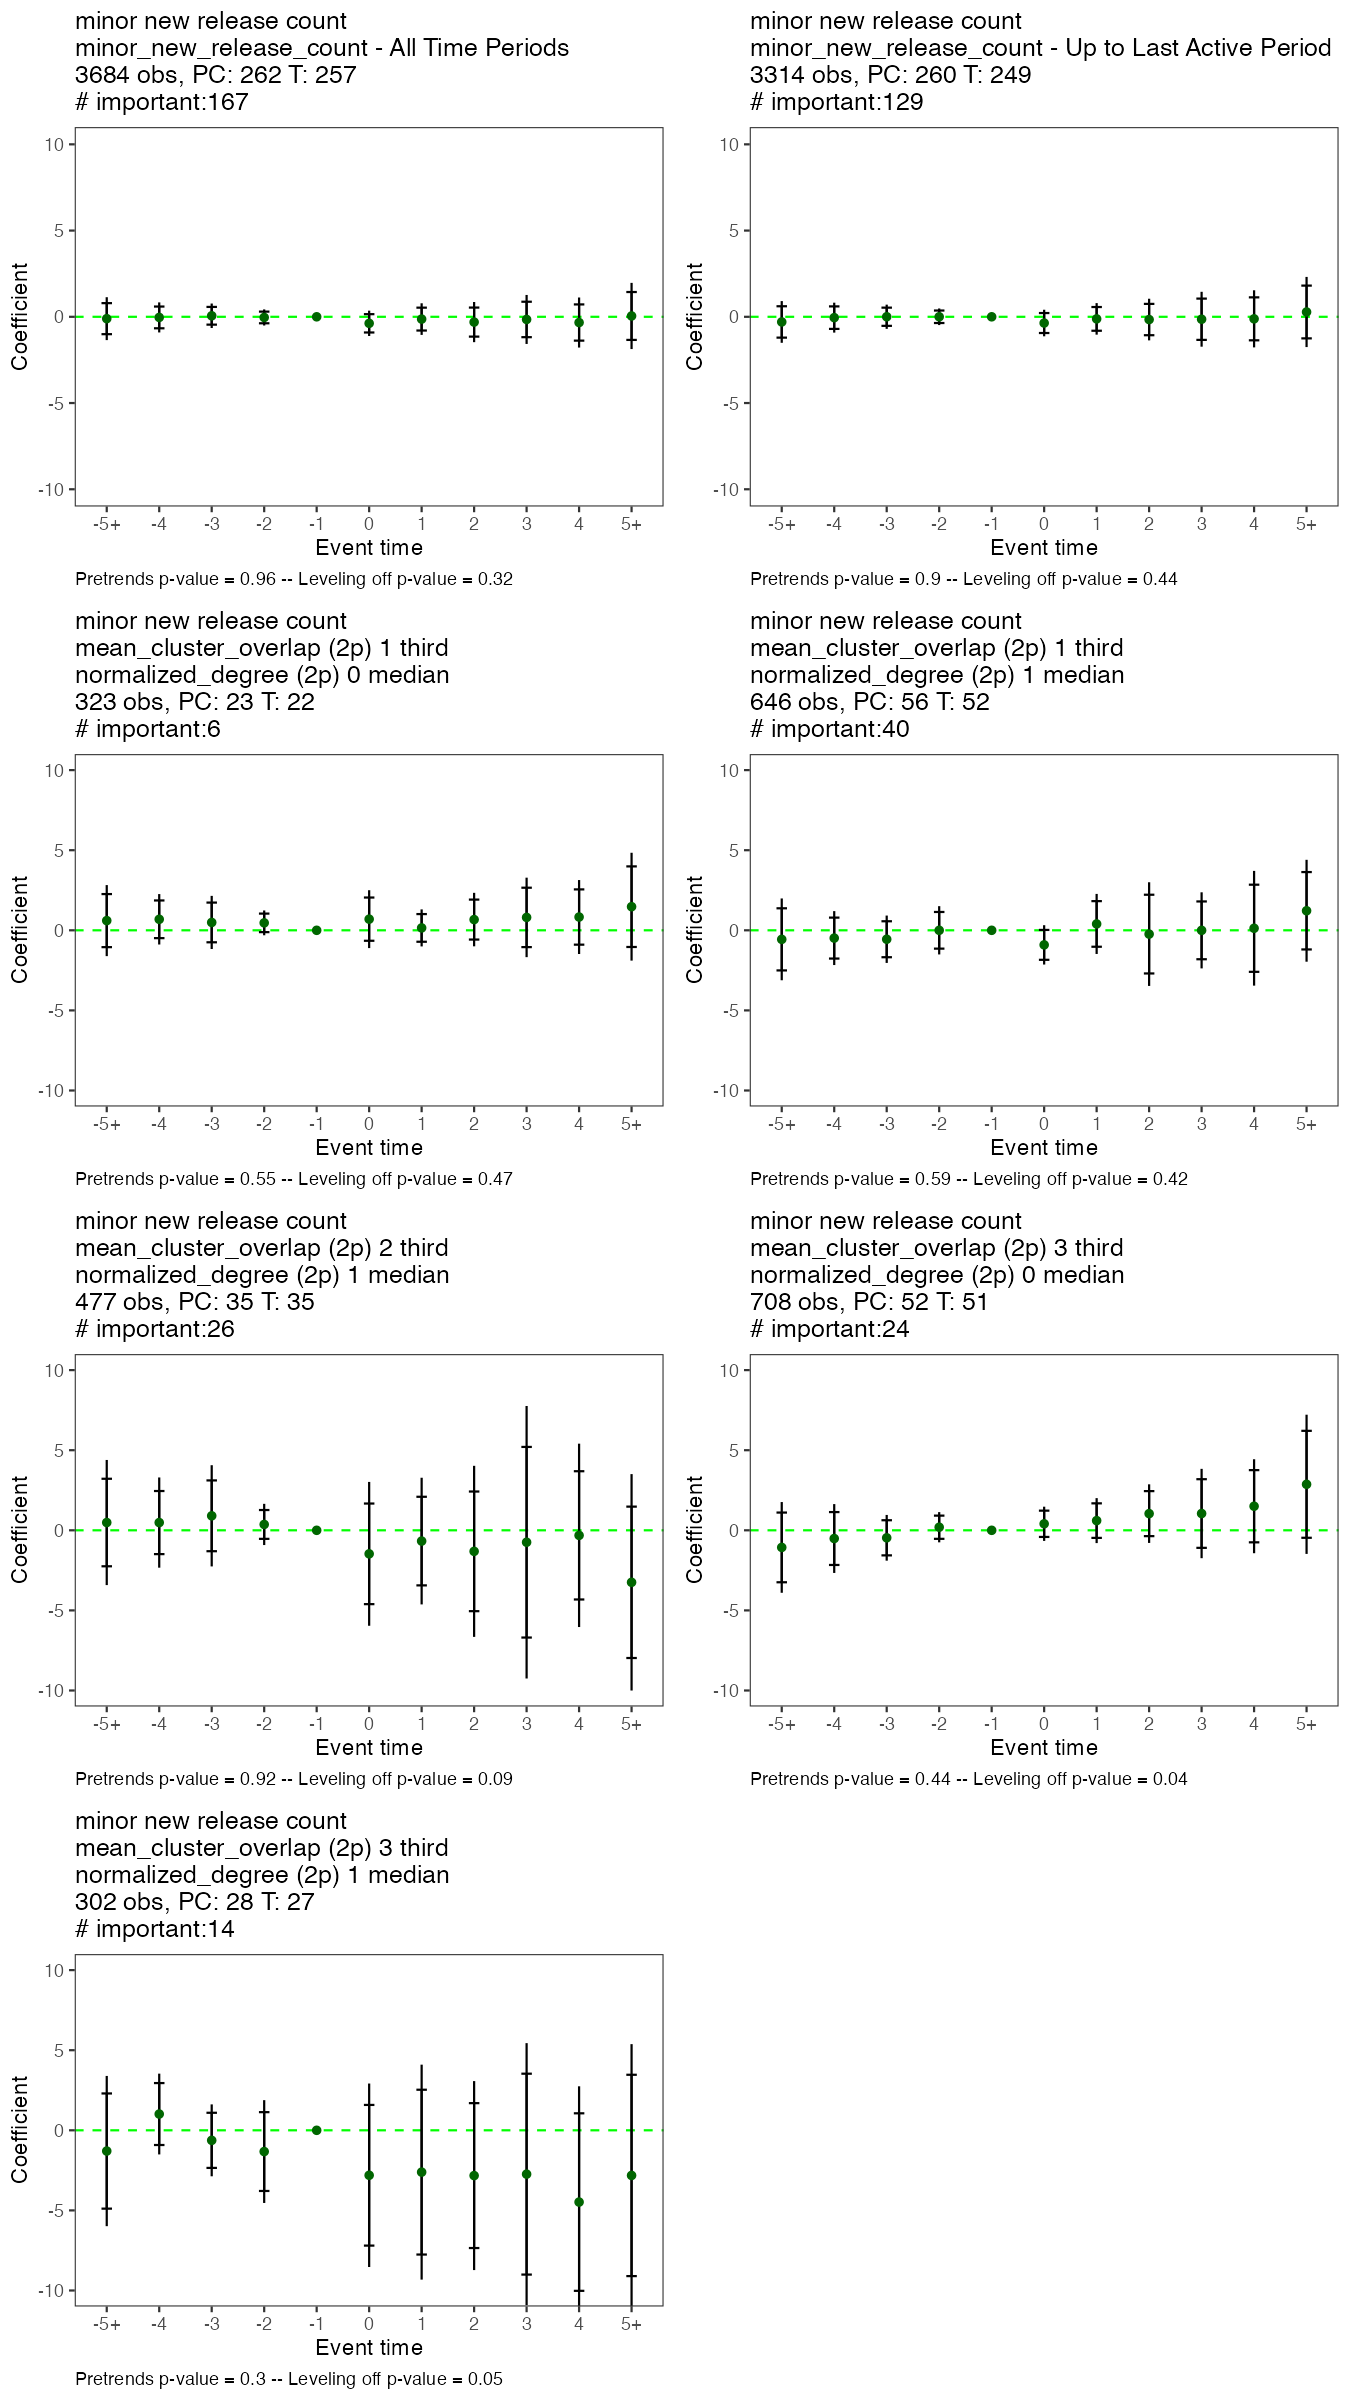 minor new release count
minor_new_release_count - All Time Periods
3684 obs, PC: 262 T: 257
# important:167
10
5
0
-5
-10
Coefficient
-5+ -4 -3 -2 -1 0 1 2 3 4 5+
Event time
Pretrends p-value = 0.96 -- Leveling off p-value = 0.32
minor new release count
minor_new_release_count - Up to Last Active Period
3314 obs, PC: 260 T: 249
# important:129
10
5
0
-5
-10
Coefficient
-5+ -4 -3 -2 -1 0 1 2 3 4 5+
Event time
Pretrends p-value = 0.9 -- Leveling off p-value = 0.44
minor new release count
mean_cluster_overlap (2p) 1 third
normalized_degree (2p) 0 median
323 obs, PC: 23 T: 22
# important:6
10
5
0
-5
-10
Coefficient
-5+ -4 -3 -2 -1 0 1 2 3 4 5+
Event time
Pretrends p-value = 0.55 -- Leveling off p-value = 0.47
minor new release count
mean_cluster_overlap (2p) 1 third
normalized_degree (2p) 1 median
646 obs, PC: 56 T: 52
# important:40
10
5
0
-5
-10
Coefficient
-5+ -4 -3 -2 -1 0 1 2 3 4 5+
Event time
Pretrends p-value = 0.59 -- Leveling off p-value = 0.42
minor new release count
mean_cluster_overlap (2p) 2 third
normalized_degree (2p) 1 median
477 obs, PC: 35 T: 35
# important:26
10
5
0
-5
-10
Coefficient
-5+ -4 -3 -2 -1 0 1 2 3 4 5+
Event time
Pretrends p-value = 0.92 -- Leveling off p-value = 0.09
minor new release count
mean_cluster_overlap (2p) 3 third
normalized_degree (2p) 0 median
708 obs, PC: 52 T: 51
# important:24
10
5
0
-5
-10
Coefficient
-5+ -4 -3 -2 -1 0 1 2 3 4 5+
Event time
Pretrends p-value = 0.44 -- Leveling off p-value = 0.04
minor new release count
mean_cluster_overlap (2p) 3 third
normalized_degree (2p) 1 median
302 obs, PC: 28 T: 27
# important:14
10
5
0
-5
-10
Coefficient
-5+ -4 -3 -2 -1 0 1 2 3 4 5+
Event time
Pretrends p-value = 0.3 -- Leveling off p-value = 0.05